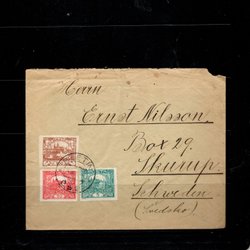 Herrn
Ernst Nilsson,
Box 29.
Skurup.
Schweden
(Svédsko)